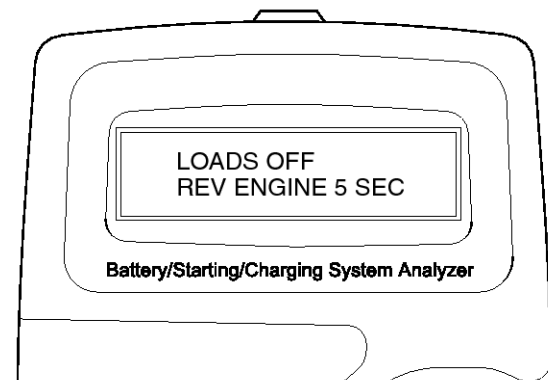 LOADS OFF
REV ENGINE 5 SEC
Battery/Starting/Charging System Analyzer